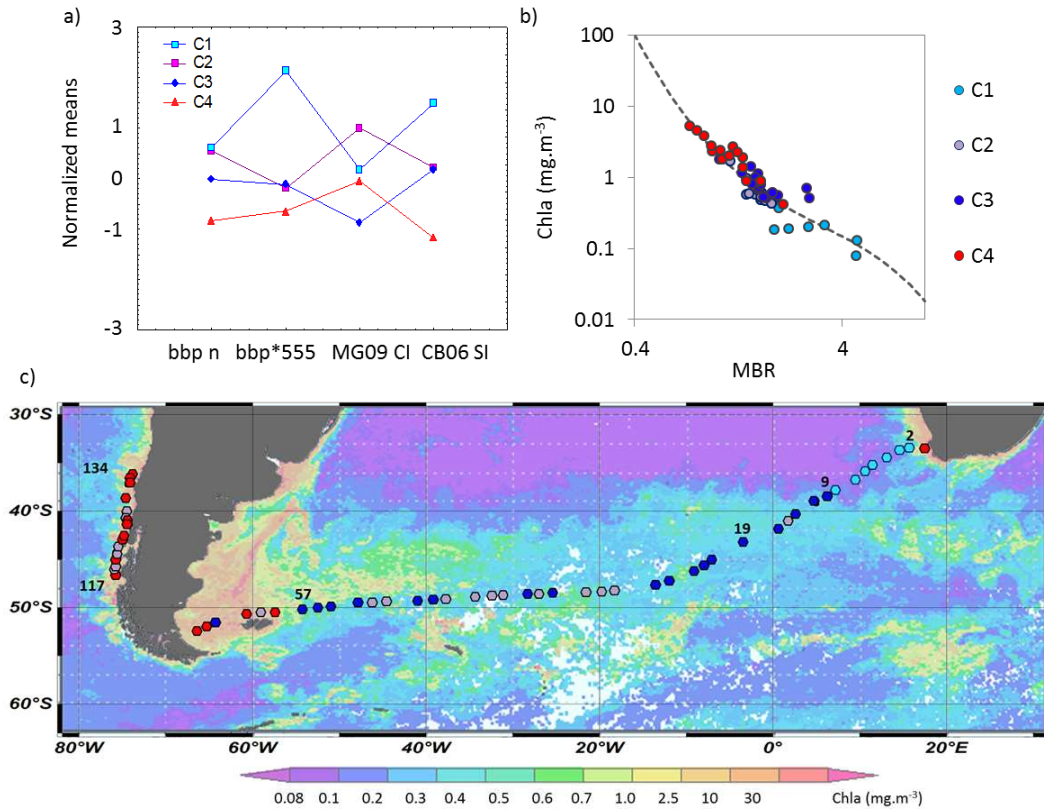 a)
3
1
0
-1
-3
Normalized means
C1
C2
C3
C4
bbp n
bbp*555
MG09 CI
CB06 SI
b)
100
10
1
0.1
0.01
Chla (mg.m-3)
0.4
4
MBR
C1
C2
C3
C4
c)
30°S
40°S
50°S
60°S
134
117
57
19
9
2
80°W
60°W
40°W
20°W
0°
20°E
0.08 0.1 0.2 0.3 0.4 0.5 0.6 0.7 1.0 2.5 10 30 Chla (mg.m-3)